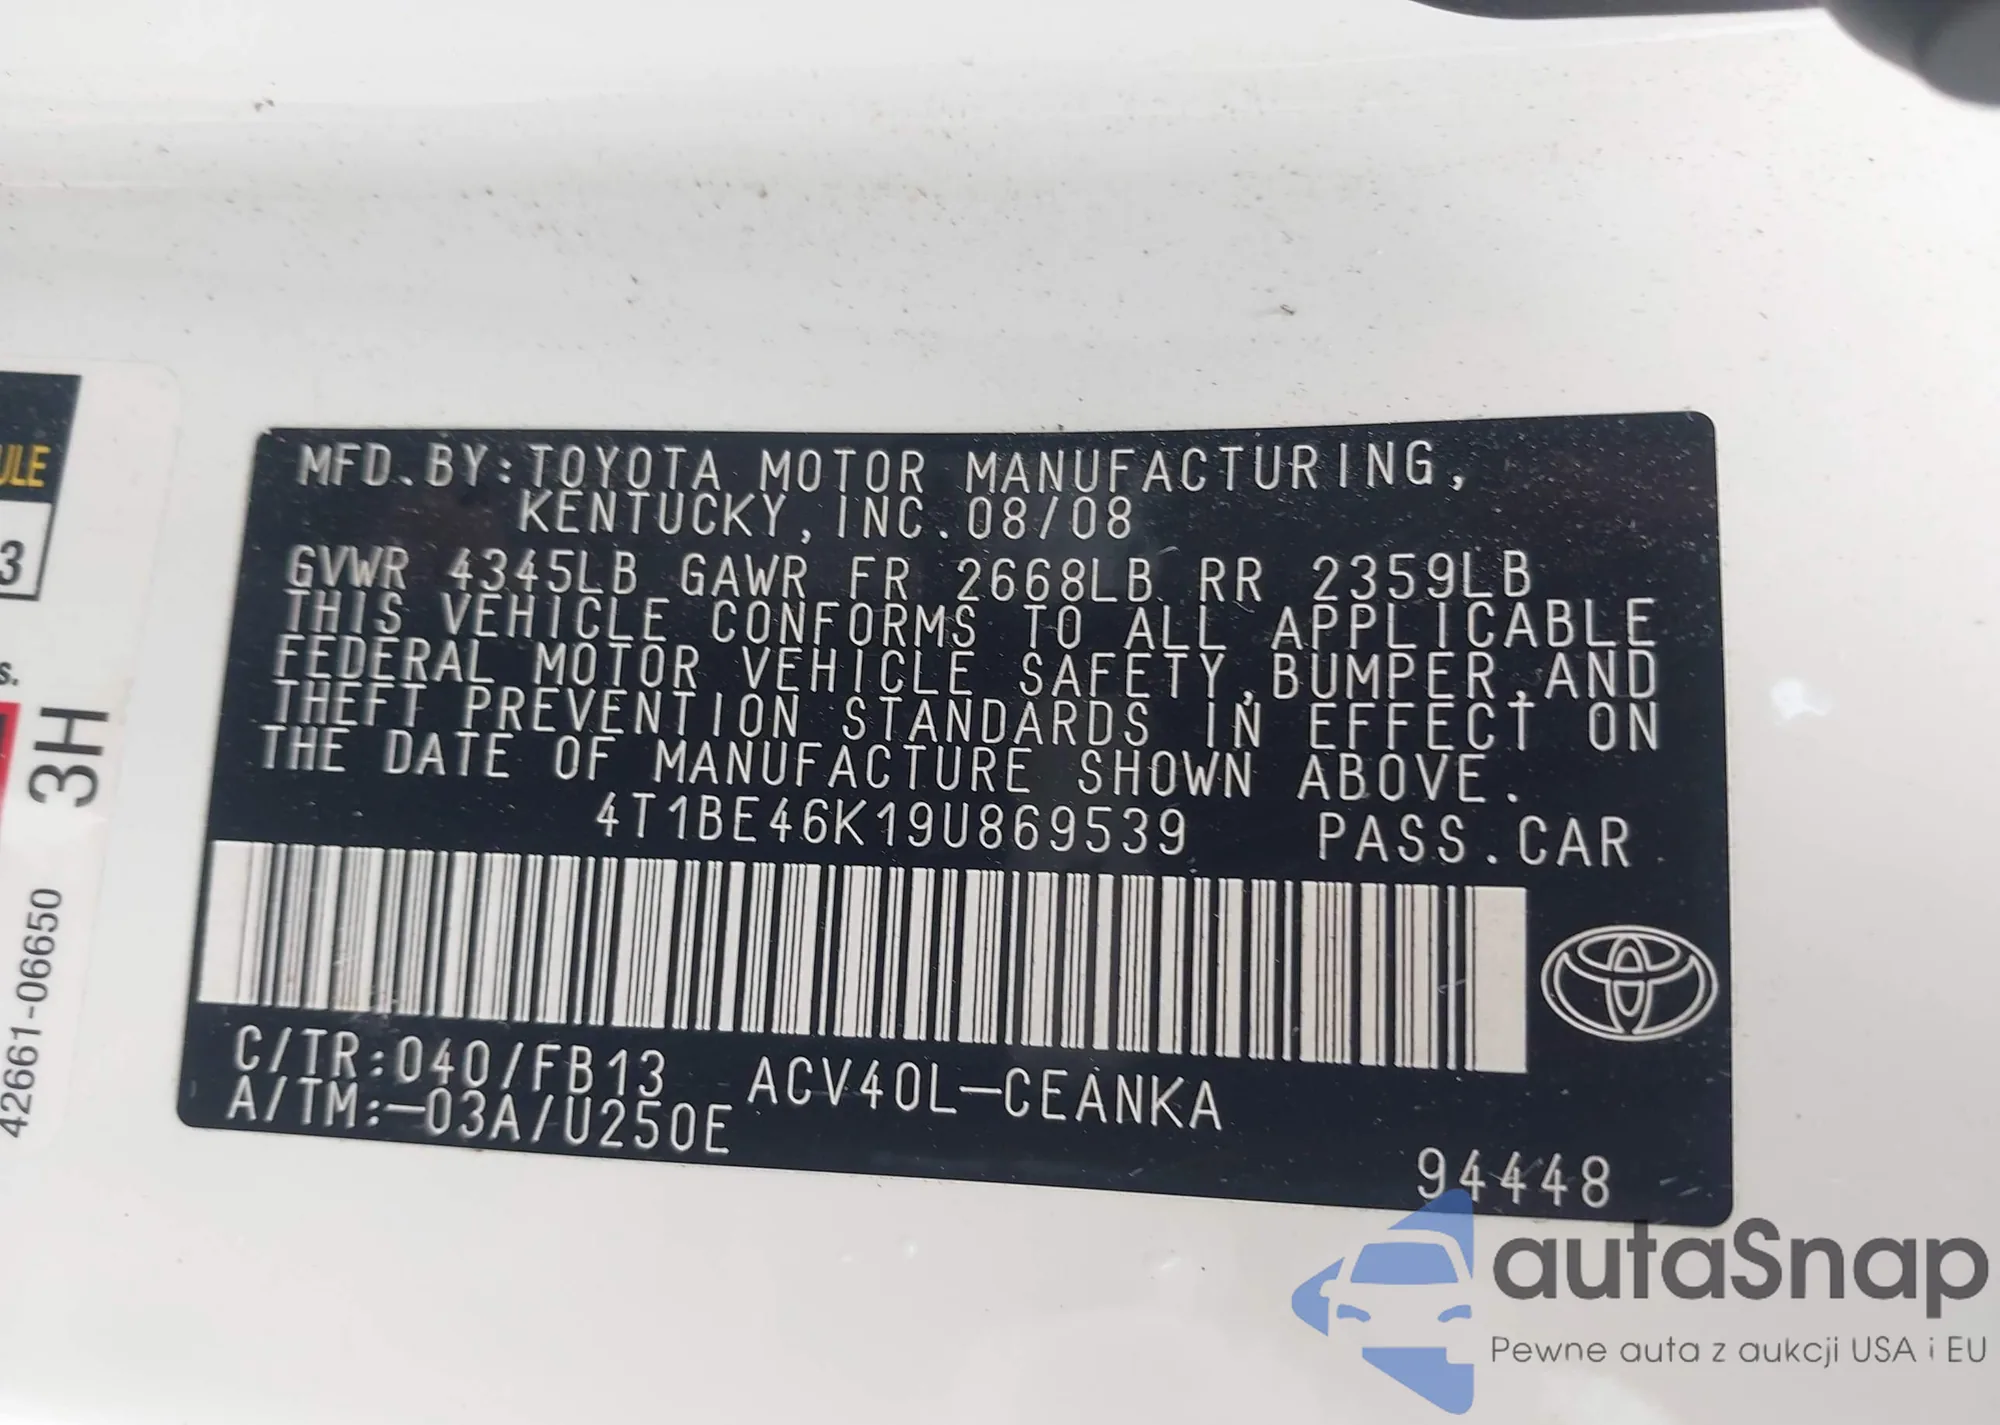 ULE
3
s.
3H
42661-06650
MFD.BY:TOYOTA MOTOR MANUFACTURING,
KENTUCKY,INC.08/08
GVWR 4345LB GAWR FR 2668LB RR 2359LB
THIS VEHICLE CONFORMS TO ALL APPLICABLE
FEDERAL MOTOR VEHICLE SAFETY,BUMPER,AND
THEFT PREVENTION STANDARDS IN EFFECT ON
THE DATE OF MANUFACTURE SHOWN ABOVE.
4T1BE46K19U869539 PASS.CAR
C/TR:040/FB13 ACV40L-CEANKA
A/TM:-03A/U250E
94448
autaSnap
Pewne auta z aukcji USA i EU